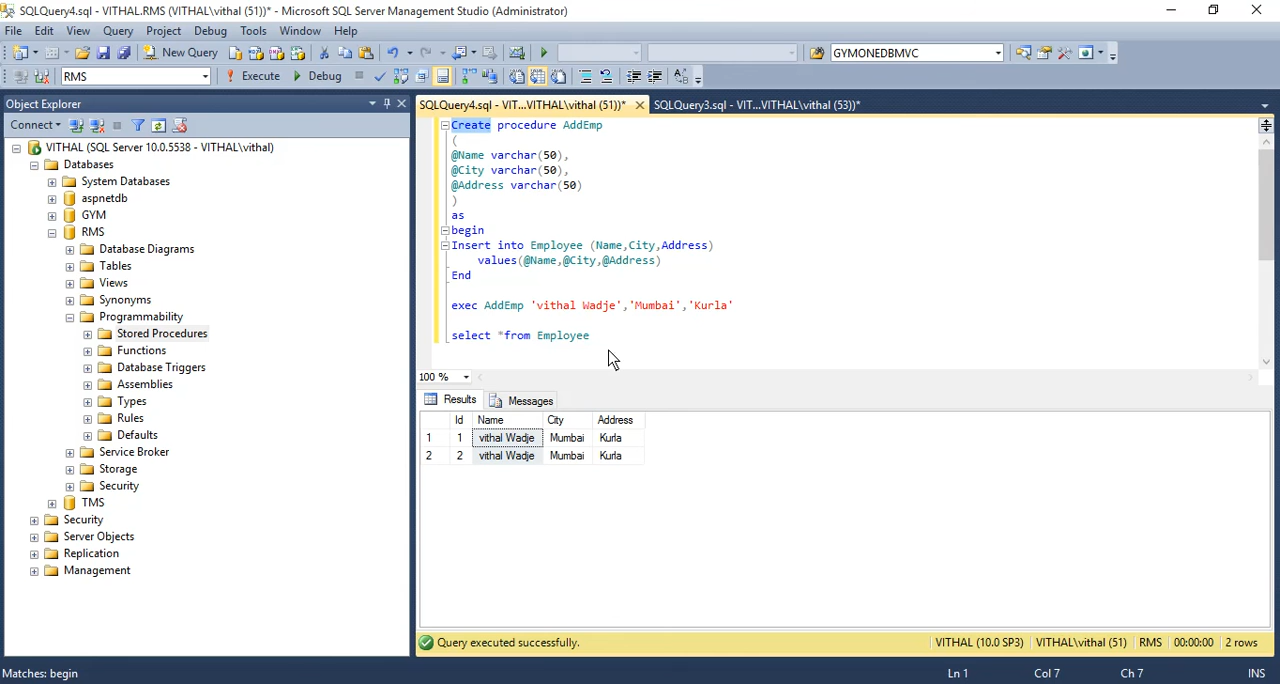 SQLQuery4.sql - VITHAL.RMS (VITHAL\vithal (51))* - Microsoft SQL Server Management Studio (Administrator)
File Edit View Query Project Debug Tools Window Help
New Query GYMONEDBMVC
RMS Execute Debug
Object Explorer
SQLQuery4.sql - VIT...VITHAL\vithal (51))* SQLQuery3.sql - VIT...VITHAL\vithal (53))*
Connect
VITHAL (SQL Server 10.0.5538 - VITHAL\vithal)
Databases
System Databases
aspnetdb
GYM
RMS
Database Diagrams
Tables
Views
Synonyms
Programmability
Stored Procedures
Functions
Database Triggers
Assemblies
Types
Rules
Defaults
Service Broker
Storage
Security
TMS
Security
Server Objects
Replication
Management
Create procedure AddEmp
(
@Name varchar(50),
@City varchar(50),
@Address varchar(50)
)
as
begin
Insert into Employee (Name,City,Address)
values(@Name,@City,@Address)
End
exec AddEmp 'vithal Wadje','Mumbai','Kurla'
select *from Employee
100 %
Results Messages
Id Name City Address
1 1 vithal Wadje Mumbai Kurla
2 2 vithal Wadje Mumbai Kurla
Query executed successfully. VITHAL (10.0 SP3) VITHAL\vithal (51) RMS 00:00:00 2 rows
Matches: begin Ln 1 Col 7 Ch 7 INS